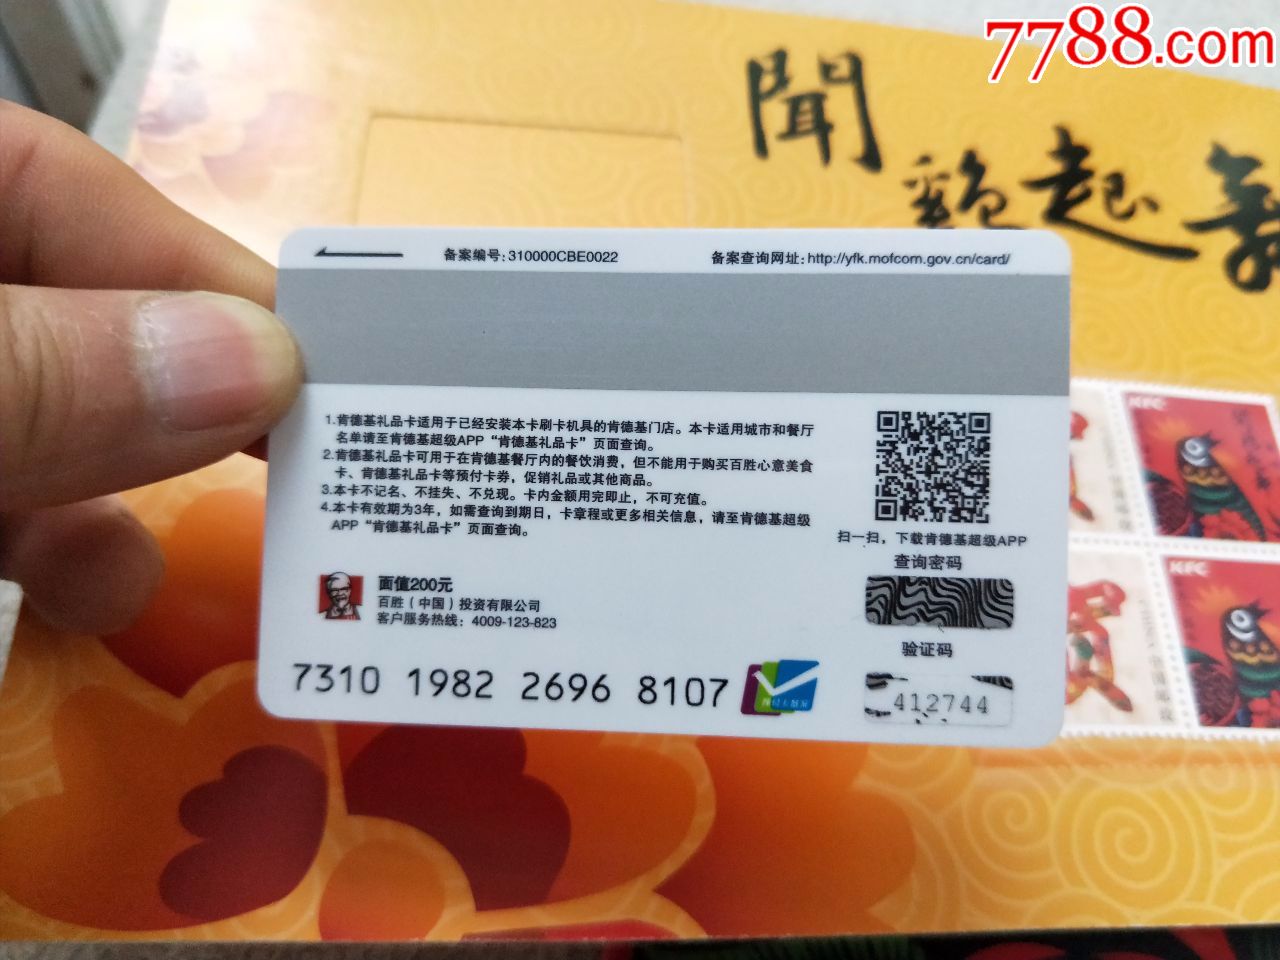 7788.com
聞
鷄起舞
备案编号:310000CBE0022
备案查询网址:http://yfk.mofcom.gov.cn/card/
1.肯德基礼品卡适用于已经安装本卡刷卡机具的肯德基门店。本卡适用城市和餐厅
名单请至肯德基超级APP“肯德基礼品卡”页面查询。
2.肯德基礼品卡可用于在肯德基餐厅内的餐饮消费,但不能用于购买百胜心意美食
卡、肯德基礼品卡等预付卡券,促销礼品或其他商品。
3.本卡不记名、不挂失、不兑现。卡内金额用完即止,不可充值。
4.本卡有效期为3年,如需查询到期日,卡章程或更多相关信息,请至肯德基超级
APP“肯德基礼品卡”页面查询。
扫一扫,下载肯德基超级APP
查询密码
面值200元
百胜(中国)投资有限公司
客户服务热线:4009-123-823
验证码
7310 1982 2696 8107
412744
KFC
KFC